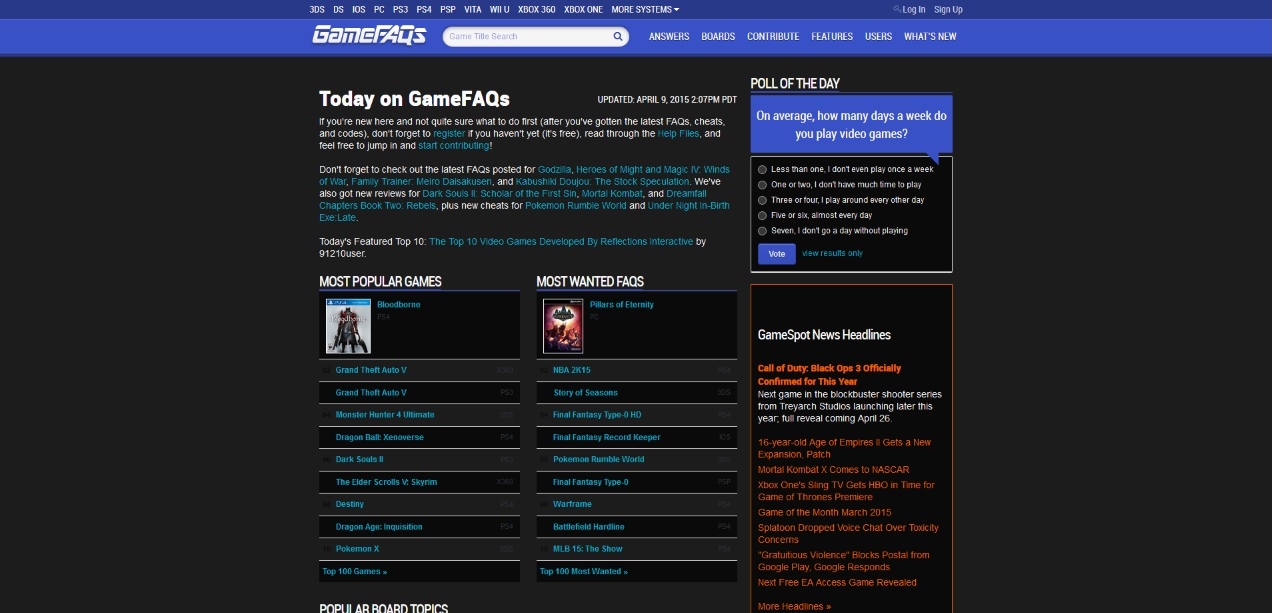 3DS DS IOS PC PS3 PS4 PSP VITA WII U XBOX 360 XBOX ONE MORE SYSTEMS
Log In Sign Up
GameFAQs
Game Title Search
ANSWERS BOARDS CONTRIBUTE FEATURES USERS WHAT'S NEW
Today on GameFAQs
UPDATED: APRIL 9, 2015 2:07PM PDT
If you're new here and not quite sure what to do first (after you've gotten the latest FAQs, cheats,
and codes), don't forget to register if you haven't yet (it's free), read through the Help Files, and
feel free to jump in and start contributing!
Don't forget to check out the latest FAQs posted for Godzilla, Heroes of Might and Magic IV: Winds
of War, Family Trainer: Meiro Daisakusen, and Kabushiki Doujou: The Stock Speculation. We've
also got new reviews for Dark Souls II: Scholar of the First Sin, Mortal Kombat, and Dreamfall
Chapters Book Two: Rebels, plus new cheats for Pokemon Rumble World and Under Night In-Birth
Exe:Late.
Today's Featured Top 10: The Top 10 Video Games Developed By Reflections Interactive by
91210user.
MOST POPULAR GAMES
Bloodborne
PS4
Grand Theft Auto V X360
Grand Theft Auto V PS3
Monster Hunter 4 Ultimate 3DS
Dragon Ball: Xenoverse PS4
Dark Souls II PS3
The Elder Scrolls V: Skyrim X360
Destiny PS4
Dragon Age: Inquisition PS4
Pokemon X 3DS
Top 100 Games »
MOST WANTED FAQS
Pillars of Eternity
PC
NBA 2K15 PS4
Story of Seasons 3DS
Final Fantasy Type-0 HD PS4
Final Fantasy Record Keeper IOS
Pokemon Rumble World 3DS
Final Fantasy Type-0 PSP
Warframe PS4
Battlefield Hardline PS4
MLB 15: The Show PS4
Top 100 Most Wanted »
POPULAR BOARD TOPICS
POLL OF THE DAY
On average, how many days a week do
you play video games?
Less than one, I don't even play once a week
One or two, I don't have much time to play
Three or four, I play around every other day
Five or six, almost every day
Seven, I don't go a day without playing
Vote view results only
GameSpot News Headlines
Call of Duty: Black Ops 3 Officially
Confirmed for This Year
Next game in the blockbuster shooter series
from Treyarch Studios launching later this
year; full reveal coming April 26.
16-year-old Age of Empires II Gets a New
Expansion, Patch
Mortal Kombat X Comes to NASCAR
Xbox One's Sling TV Gets HBO in Time for
Game of Thrones Premiere
Game of the Month March 2015
Splatoon Dropped Voice Chat Over Toxicity
Concerns
"Gratuitous Violence" Blocks Postal from
Google Play, Google Responds
Next Free EA Access Game Revealed
More Headlines »